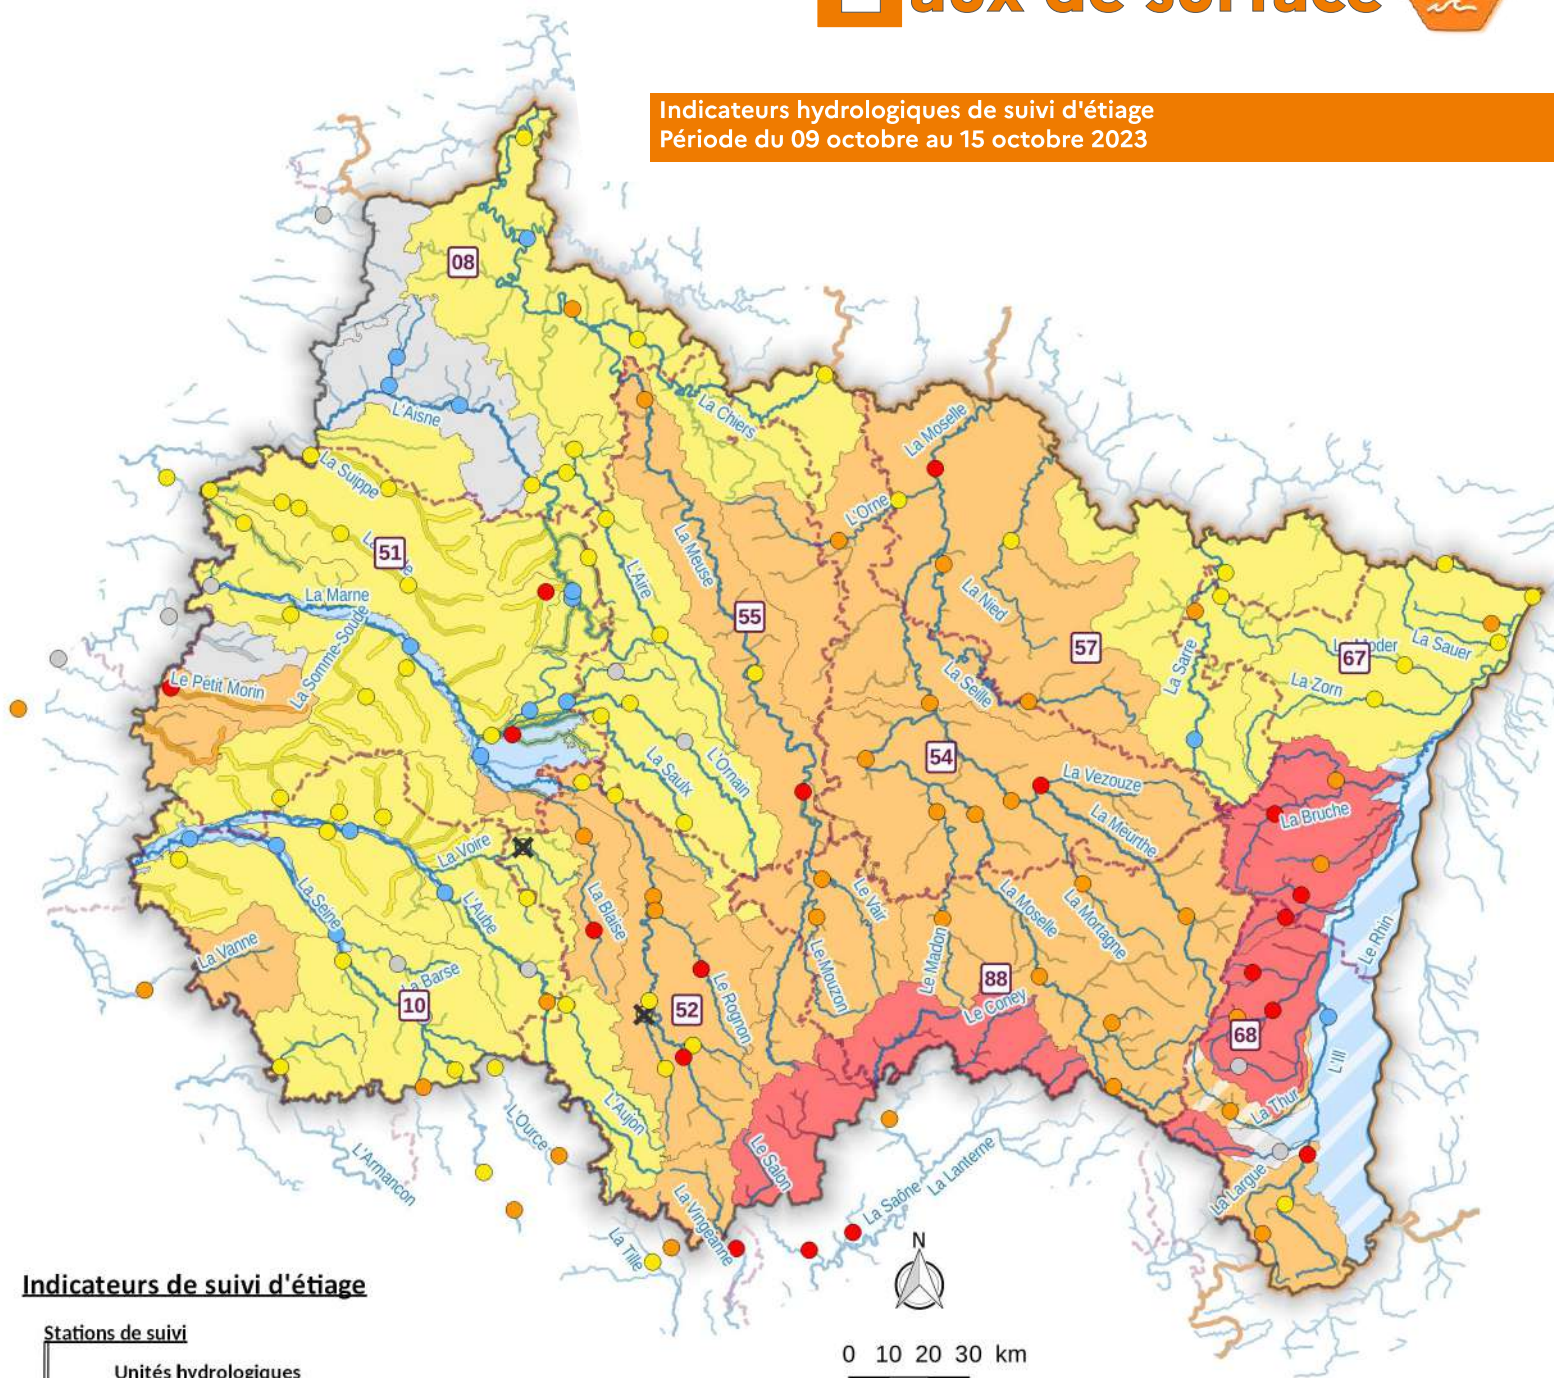 aux de surface
Indicateurs hydrologiques de suivi d'étiage
Période du 09 octobre au 15 octobre 2023
08
L'Aisne
La Chiers
La Moselle
La Suippe
L'Orne
51
La Meuse
L'Aire
La Nied
La Marne
La Somme-Soude
55
57
La Sarre
67
La Sauer
La Zorn
Le Petit Morin
La Seille
La Saulx
L'Ornain
54
La Vezouze
La Meurthe
La Bruche
La Voire
La Seine
L'Aube
La Blaise
Le Vair
La Moselle
La Mortagne
La Vanne
La Barse
Le Rognon
Le Mouzon
Le Madon
88
Le Coney
Le Rhin
10
52
68
L'Ill
La Thur
L'Aujon
L'Ource
L'Armançon
Le Salon
La Vingeanne
La Tille
La Saône
La Lanterne
La Largue
N
Indicateurs de suivi d'étiage
Stations de suivi
Unités hydrologiques
0 10 20 30 km